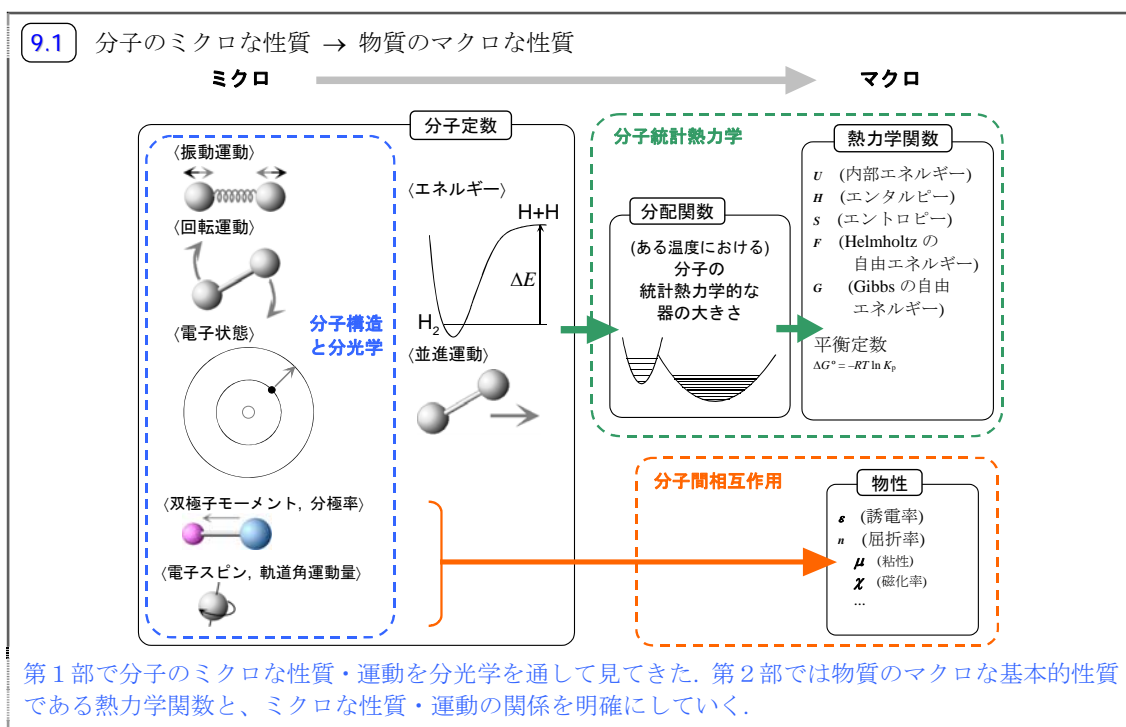 9.1 分子のミクロな性質 → 物質のマクロな性質
ミクロ
マクロ
分子定数
〈振動運動〉
〈回転運動〉
〈電子状態〉
分子構造
と分光学
〈双極子モーメント, 分極率〉
〈電子スピン, 軌道角運動量〉
〈エネルギー〉
H+H
ΔE
H2
〈並進運動〉
分子統計熱力学
分配関数
(ある温度における)
分子の
統計熱力学的な
器の大きさ
熱力学関数
U (内部エネルギー)
H (エンタルピー)
S (エントロピー)
F (Helmholtz の
自由エネルギー)
G (Gibbs の自由
エネルギー)
平衡定数
ΔG° = –RT ln Kp
分子間相互作用
物性
ε (誘電率)
n (屈折率)
μ (粘性)
χ (磁化率)
...
第1部で分子のミクロな性質・運動を分光学を通して見てきた. 第2部では物質のマクロな基本的性質
である熱力学関数と、ミクロな性質・運動の関係を明確にしていく.